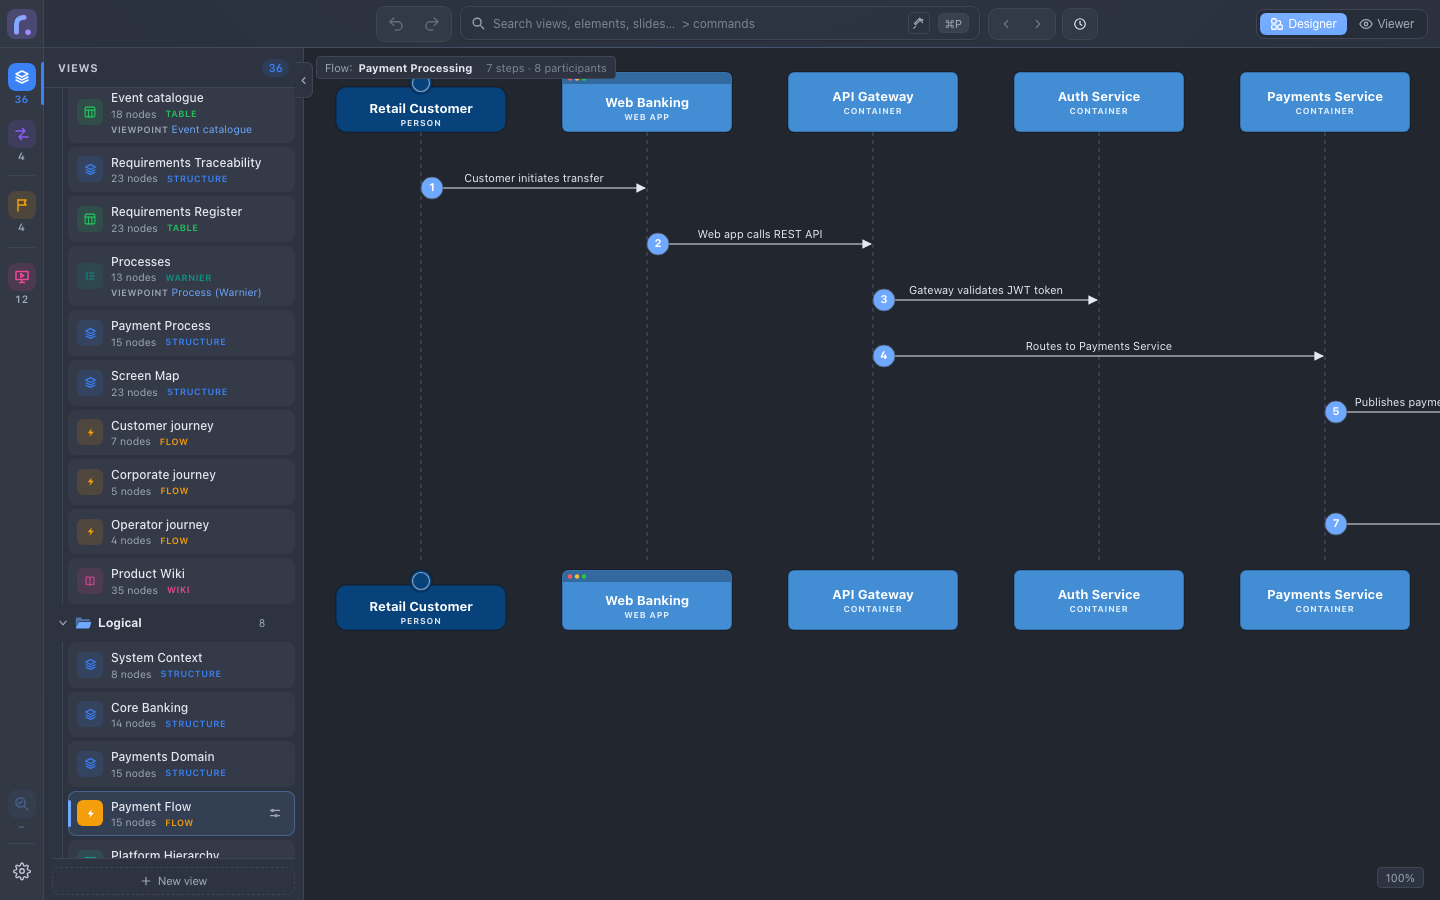 Search views, elements, slides... > commands
⌘P
Designer
Viewer
VIEWS
36
36
4
4
12
Event catalogue
18 nodes TABLE
VIEWPOINT Event catalogue
Requirements Traceability
23 nodes STRUCTURE
Requirements Register
23 nodes TABLE
Processes
13 nodes WARNIER
VIEWPOINT Process (Warnier)
Payment Process
15 nodes STRUCTURE
Screen Map
23 nodes STRUCTURE
Customer journey
7 nodes FLOW
Corporate journey
5 nodes FLOW
Operator journey
4 nodes FLOW
Product Wiki
35 nodes WIKI
Logical 8
System Context
8 nodes STRUCTURE
Core Banking
14 nodes STRUCTURE
Payments Domain
15 nodes STRUCTURE
Payment Flow
15 nodes FLOW
Platform Hierarchy
New view
Flow: Payment Processing 7 steps · 8 participants
Retail Customer
PERSON
Web Banking
WEB APP
API Gateway
CONTAINER
Auth Service
CONTAINER
Payments Service
CONTAINER
1 Customer initiates transfer
2 Web app calls REST API
3 Gateway validates JWT token
4 Routes to Payments Service
5 Publishes payme
7
Retail Customer
PERSON
Web Banking
WEB APP
API Gateway
CONTAINER
Auth Service
CONTAINER
Payments Service
CONTAINER
100%